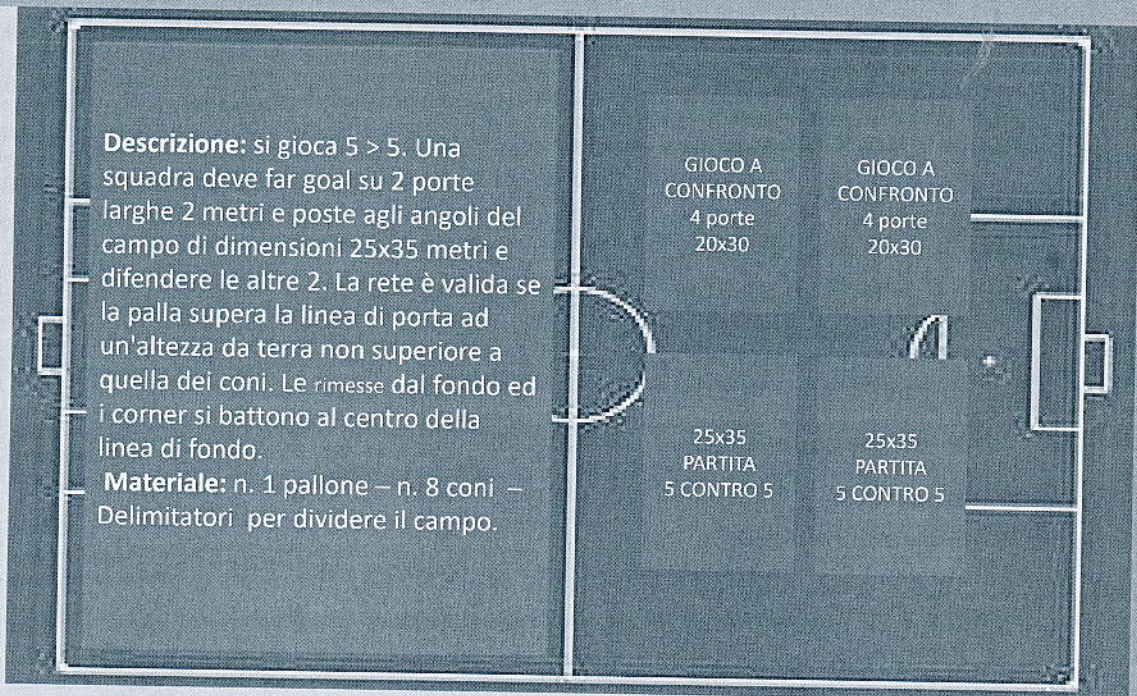 Descrizione: si gioca 5 > 5. Una
squadra deve far goal su 2 porte
larghe 2 metri e poste agli angoli del
campo di dimensioni 25x35 metri e
difendere le altre 2. La rete è valida se
la palla supera la linea di porta ad
un'altezza da terra non superiore a
quella dei coni. Le rimesse dal fondo ed
i corner si battono al centro della
linea di fondo.
Materiale: n. 1 pallone – n. 8 coni –
Delimitatori per dividere il campo.
GIOCO A
CONFRONTO
4 porte
20x30
GIOCO A
CONFRONTO
4 porte
20x30
25x35
PARTITA
5 CONTRO 5
25x35
PARTITA
5 CONTRO 5